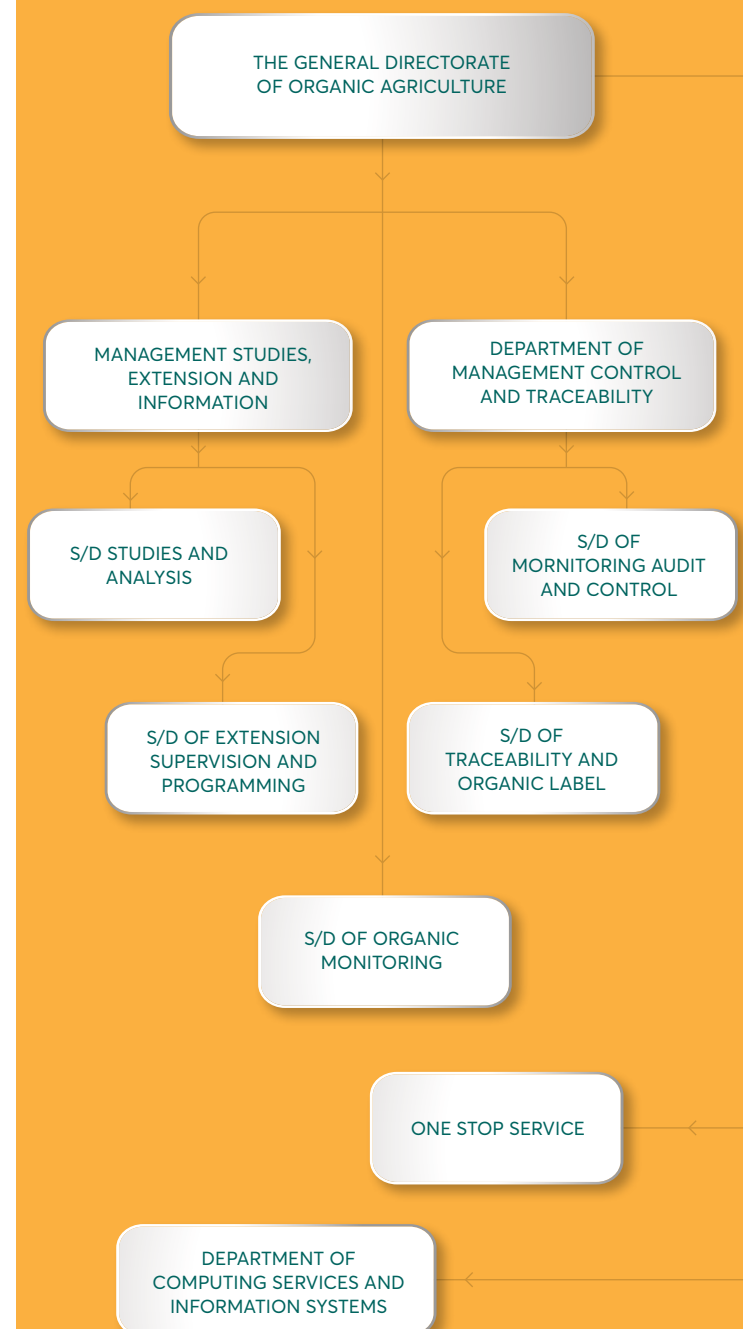 THE GENERAL DIRECTORATE
OF ORGANIC AGRICULTURE
MANAGEMENT STUDIES,
EXTENSION AND
INFORMATION
DEPARTMENT OF
MANAGEMENT CONTROL
AND TRACEABILITY
S/D STUDIES AND
ANALYSIS
S/D OF
MORNITORING AUDIT
AND CONTROL
S/D OF EXTENSION
SUPERVISION AND
PROGRAMMING
S/D OF
TRACEABILITY AND
ORGANIC LABEL
S/D OF ORGANIC
MONITORING
ONE STOP SERVICE
DEPARTMENT OF
COMPUTING SERVICES AND
INFORMATION SYSTEMS